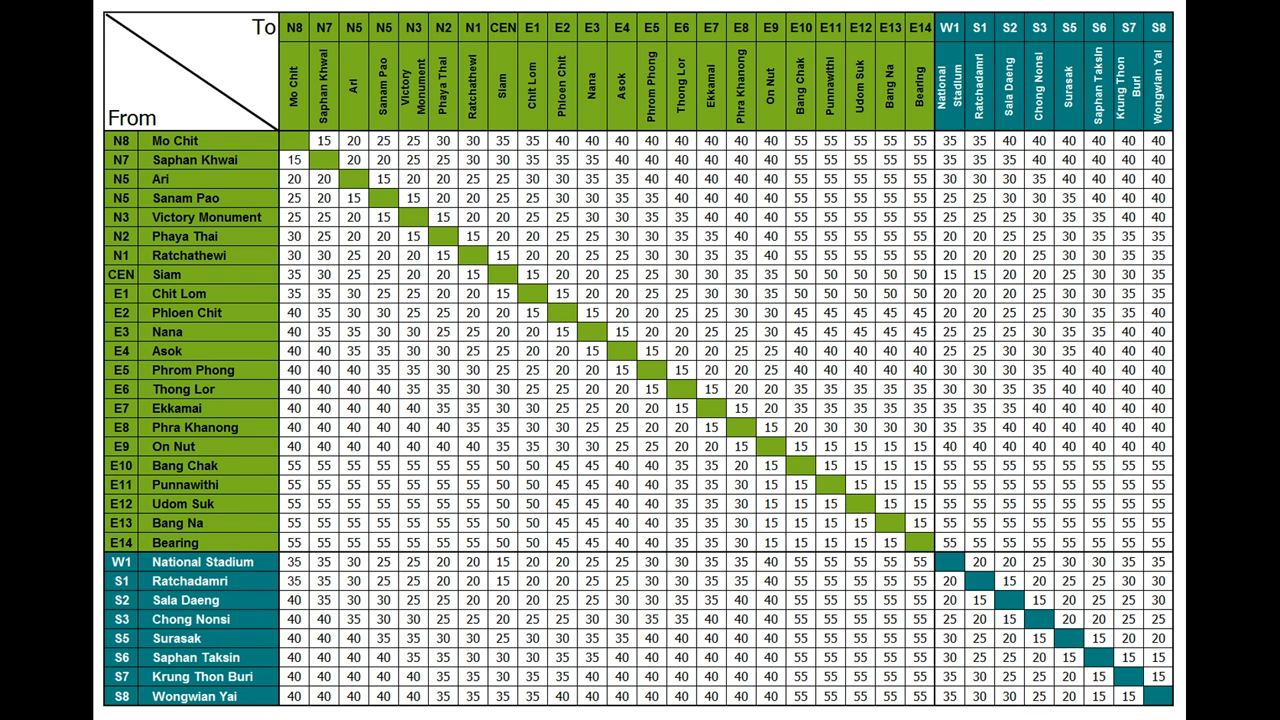 To N8 N7 N5 N5 N3 N2 N1 CEN E1 E2 E3 E4 E5 E6 E7 E8 E9 E10 E11 E12 E13 E14 W1 S1 S2 S3 S5 S6 S7 S8
From Mo Chit Saphan Khwai Ari Sanam Pao Victory Monument Phaya Thai Ratchathewi Siam Chit Lom Phloen Chit Nana Asok Phrom Phong Thong Lor Ekkamai Phra Khanong On Nut Bang Chak Punnawithi Udom Suk Bang Na Bearing National Stadium Ratchadamri Sala Daeng Chong Nonsi Surasak Saphan Taksin Krung Thon Buri Wongwian Yai
N8 Mo Chit 15 20 25 25 30 30 35 35 40 40 40 40 40 40 40 40 55 55 55 55 55 35 35 40 40 40 40 40 40
N7 Saphan Khwai 15 20 20 25 25 30 30 35 35 35 40 40 40 40 40 40 55 55 55 55 55 35 35 35 40 40 40 40 40
N5 Ari 20 20 15 20 20 25 25 30 30 35 35 40 40 40 40 40 55 55 55 55 55 30 30 30 35 40 40 40 40
N5 Sanam Pao 25 20 15 15 20 20 25 25 30 30 35 35 40 40 40 40 55 55 55 55 55 25 25 30 30 35 40 40 40
N3 Victory Monument 25 25 20 15 15 20 20 25 25 30 30 35 35 40 40 40 55 55 55 55 55 25 25 25 30 35 35 40 40
N2 Phaya Thai 30 25 20 20 15 15 20 20 25 25 30 30 35 35 40 40 55 55 55 55 55 20 20 25 25 30 35 35 35
N1 Ratchathewi 30 30 25 20 20 15 15 20 20 25 25 30 30 35 35 40 55 55 55 55 55 20 20 20 25 30 30 35 35
CEN Siam 35 30 25 25 20 20 15 15 20 20 25 25 30 30 35 35 50 50 50 50 50 15 15 20 20 25 30 30 35
E1 Chit Lom 35 35 30 25 25 20 20 15 15 20 20 25 25 30 30 35 50 50 50 50 50 20 20 25 25 30 30 35 35
E2 Phloen Chit 40 35 30 30 25 25 20 20 15 15 20 20 25 25 30 30 45 45 45 45 45 20 20 25 30 35 35 40 40
E3 Nana 40 35 35 30 30 25 25 20 20 15 15 20 20 25 25 30 45 45 45 45 45 25 25 25 30 35 35 40 40
E4 Asok 40 40 35 35 30 30 25 25 20 20 15 15 20 20 25 25 40 40 40 40 40 25 25 30 30 35 40 40 40
E5 Phrom Phong 40 40 40 35 35 30 30 25 25 20 20 15 15 20 20 25 40 40 40 40 40 30 30 30 35 40 40 40 40
E6 Thong Lor 40 40 40 40 35 35 30 30 25 25 20 20 15 15 20 20 35 35 35 35 35 30 30 35 35 40 40 40 40
E7 Ekkamai 40 40 40 40 40 35 35 30 30 25 25 20 20 15 15 20 35 35 35 35 35 35 35 35 40 40 40 40 40
E8 Phra Khanong 40 40 40 40 40 40 35 35 30 30 25 25 20 20 15 15 20 30 30 30 30 35 35 40 40 40 40 40 40
E9 On Nut 40 40 40 40 40 40 40 35 35 30 30 25 25 20 20 15 15 15 15 15 15 40 40 40 40 40 40 40 40
E10 Bang Chak 55 55 55 55 55 55 55 50 50 45 45 40 40 35 35 20 15 15 15 15 15 55 55 55 55 55 55 55 55
E11 Punnawithi 55 55 55 55 55 55 55 50 50 45 45 40 40 35 35 30 15 15 15 15 15 55 55 55 55 55 55 55 55
E12 Udom Suk 55 55 55 55 55 55 55 50 50 45 45 40 40 35 35 30 15 15 15 15 15 55 55 55 55 55 55 55 55
E13 Bang Na 55 55 55 55 55 55 55 50 50 45 45 40 40 35 35 30 15 15 15 15 15 55 55 55 55 55 55 55 55
E14 Bearing 55 55 55 55 55 55 55 50 50 45 45 40 40 35 35 30 15 15 15 15 15 55 55 55 55 55 55 55 55
W1 National Stadium 35 35 30 25 25 20 20 15 20 20 25 25 30 30 35 35 40 55 55 55 55 55 20 20 25 30 30 35 35
S1 Ratchadamri 35 35 30 25 25 20 20 15 20 20 25 25 30 30 35 35 40 55 55 55 55 55 20 15 20 25 25 30 30
S2 Sala Daeng 40 35 30 30 25 25 20 20 25 25 25 30 30 35 35 40 40 55 55 55 55 55 20 15 15 20 25 25 30
S3 Chong Nonsi 40 40 35 30 30 25 25 20 25 30 30 30 35 35 40 40 40 55 55 55 55 55 25 20 15 20 20 25 25
S5 Surasak 40 40 40 35 35 30 30 25 30 35 35 35 40 40 40 40 40 55 55 55 55 55 30 25 20 15 15 20 20
S6 Saphan Taksin 40 40 40 40 35 35 30 30 30 35 35 40 40 40 40 40 40 55 55 55 55 55 30 25 25 20 15 15 15
S7 Krung Thon Buri 40 40 40 40 40 35 35 30 35 40 40 40 40 40 40 40 40 55 55 55 55 55 35 30 25 25 20 15 15
S8 Wongwian Yai 40 40 40 40 40 35 35 35 35 40 40 40 40 40 40 40 40 55 55 55 55 55 35 30 30 25 20 15 15